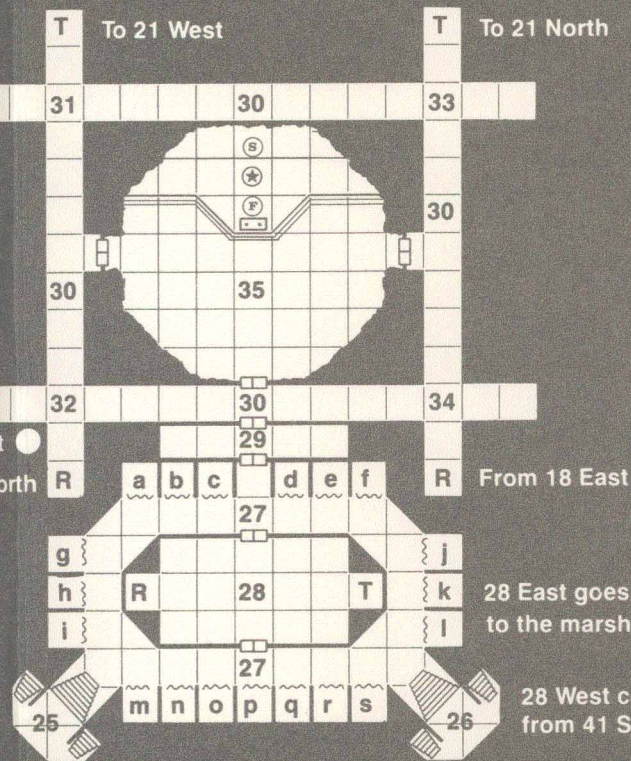 T To 21 West T To 21 North
31 30 33
S
★
F
30
30 35
32 30 34
29
R a b c d e f R From 18 East
27
g j
h R 28 T k 28 East goes
i l to the marsh
27
m n o p q r s
25 26
28 West c
from 41 S